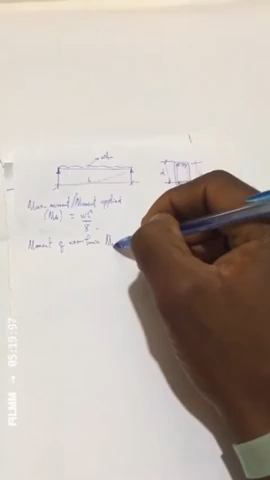 Max. moment/Moment applied
(MA) = wl²/8
Moment of resistance M
FILMM → 05:19:97